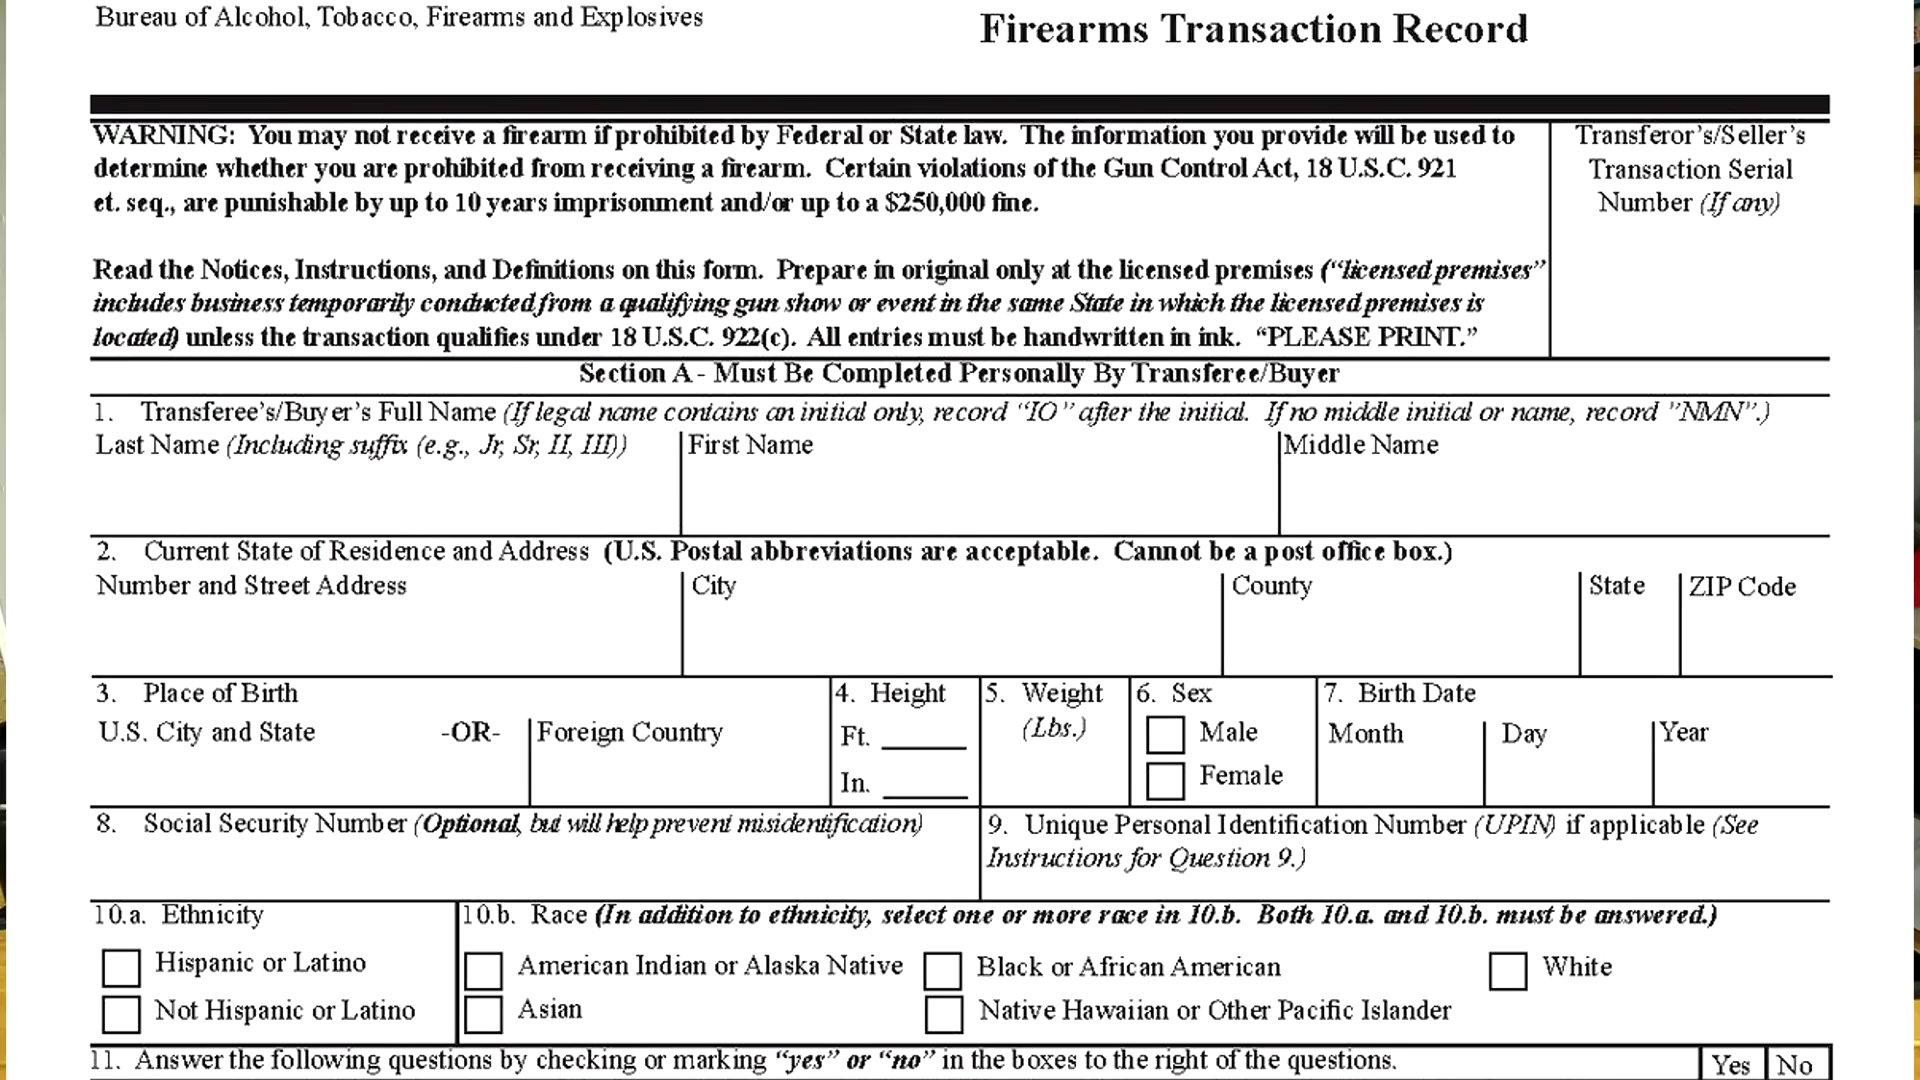 Bureau of Alcohol, Tobacco, Firearms and Explosives
Firearms Transaction Record
WARNING: You may not receive a firearm if prohibited by Federal or State law. The information you provide will be used to
determine whether you are prohibited from receiving a firearm. Certain violations of the Gun Control Act, 18 U.S.C. 921
et. seq., are punishable by up to 10 years imprisonment and/or up to a $250,000 fine.
Transferor's/Seller's
Transaction Serial
Number (If any)
Read the Notices, Instructions, and Definitions on this form. Prepare in original only at the licensed premises ("licensed premises"
includes business temporarily conducted from a qualifying gun show or event in the same State in which the licensed premises is
located) unless the transaction qualifies under 18 U.S.C. 922(c). All entries must be handwritten in ink. "PLEASE PRINT."
Section A - Must Be Completed Personally By Transferee/Buyer
1. Transferee's/Buyer's Full Name (If legal name contains an initial only, record "IO" after the initial. If no middle initial or name, record "NMN".)
Last Name (Including suffix (e.g., Jr, Sr, II, III))
First Name
Middle Name
2. Current State of Residence and Address (U.S. Postal abbreviations are acceptable. Cannot be a post office box.)
Number and Street Address
City
County
State
ZIP Code
3. Place of Birth
U.S. City and State
-OR-
Foreign Country
4. Height
Ft.
In.
5. Weight
(Lbs.)
6. Sex
Male
Female
7. Birth Date
Month
Day
Year
8. Social Security Number (Optional, but will help prevent misidentification)
9. Unique Personal Identification Number (UPIN) if applicable (See
Instructions for Question 9.)
10.a. Ethnicity
Hispanic or Latino
Not Hispanic or Latino
10.b. Race (In addition to ethnicity, select one or more race in 10.b. Both 10.a. and 10.b. must be answered.)
American Indian or Alaska Native
Black or African American
White
Asian
Native Hawaiian or Other Pacific Islander
11. Answer the following questions by checking or marking "yes" or "no" in the boxes to the right of the questions.
Yes
No